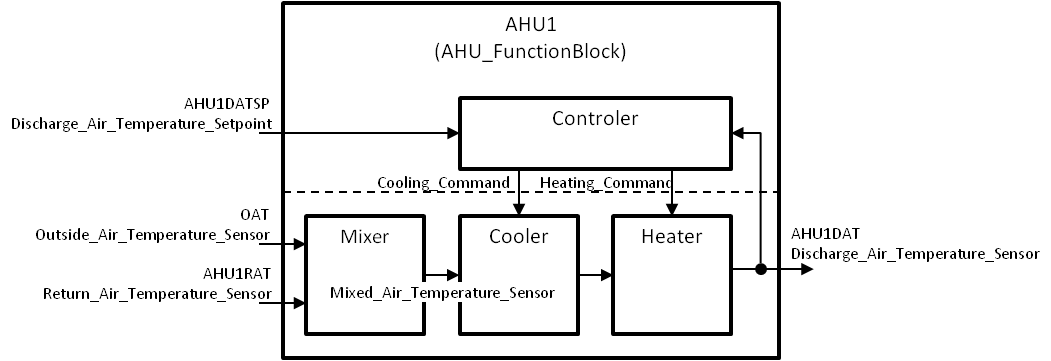 AHU1
(AHU_FunctionBlock)
AHU1DATSP
Discharge_Air_Temperature_Setpoint
Controler
Cooling_Command
Heating_Command
OAT
Outside_Air_Temperature_Sensor
Mixer
Cooler
Heater
AHU1DAT
Discharge_Air_Temperature_Sensor
AHU1RAT
Return_Air_Temperature_Sensor
Mixed_Air_Temperature_Sensor